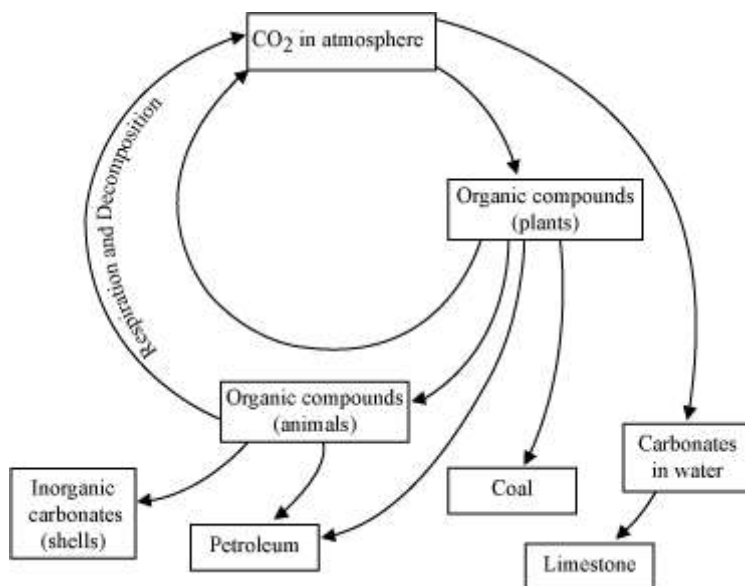 CO₂ in atmosphere
Respiration and Decomposition
Organic compounds
(plants)
Organic compounds
(animals)
Carbonates
in water
Inorganic
carbonates
(shells)
Petroleum
Coal
Limestone